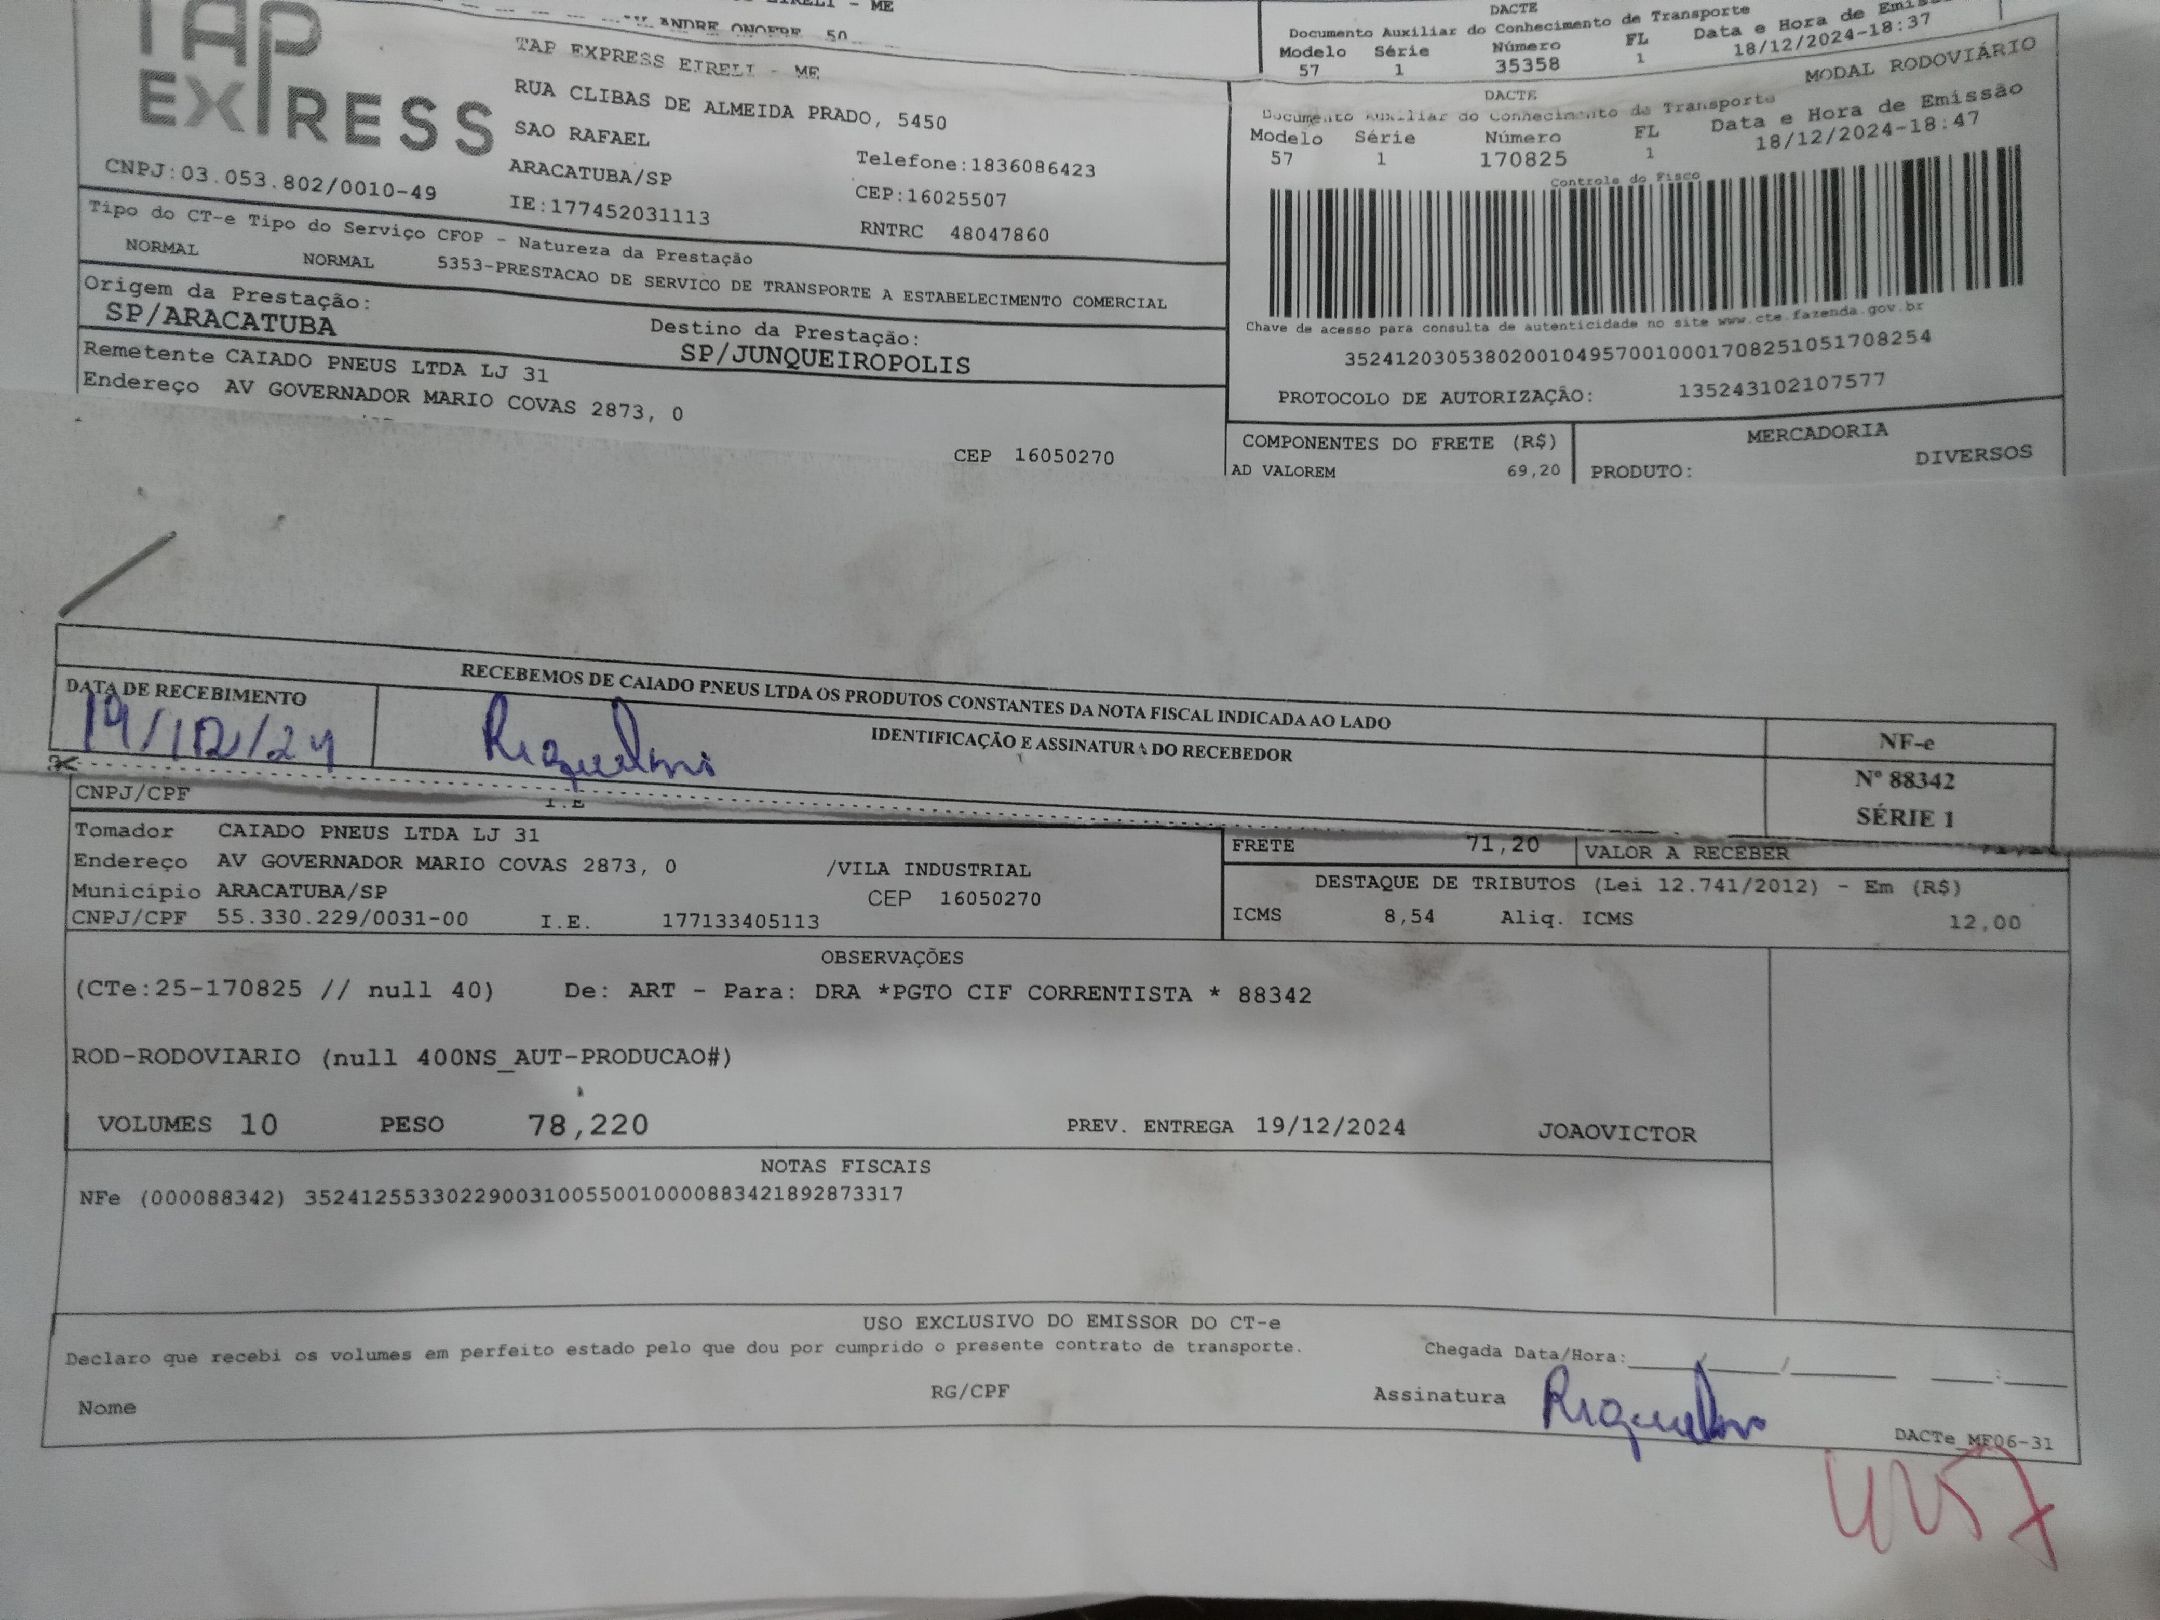 EIRELI - ME
ANDRE ONOFRE, 50
DACTE
Documento Auxiliar do Conhecimento de Transporte
Modelo Série Número FL Data e Hora de
57 1 35358 1 18/12/2024-18:37
TAP
EXPRESS
TAP EXPRESS EIRELI - ME
RUA CLIBAS DE ALMEIDA PRADO, 5450
SAO RAFAEL
ARACATUBA/SP
IE:177452031113
Telefone:1836086423
CEP:16025507
RNTRC 48047860
CNPJ:03.053.802/0010-49
MODAL RODOVIÁRIO
DACTE
Documento Auxiliar do Conhecimento de Transporte
Modelo Série Número FL Data e Hora de Emissão
57 1 170825 1 18/12/2024-18:47
Controle do Fisco
Chave de acesso para consulta de autenticidade no site www.cte.fazenda.gov.br
35241203053802001049570010001708251051708254
PROTOCOLO DE AUTORIZAÇÃO: 135243102107577
Tipo do CT-e Tipo do Serviço CFOP - Natureza da Prestação
NORMAL NORMAL 5353-PRESTACAO DE SERVICO DE TRANSPORTE A ESTABELECIMENTO COMERCIAL
Origem da Prestação:
SP/ARACATUBA
Destino da Prestação:
SP/JUNQUEIROPOLIS
Remetente CAIADO PNEUS LTDA LJ 31
Endereço AV GOVERNADOR MARIO COVAS 2873, 0
CEP 16050270
COMPONENTES DO FRETE (R$)
AD VALOREM 69,20
MERCADORIA
PRODUTO: DIVERSOS
RECEBEMOS DE CAIADO PNEUS LTDA OS PRODUTOS CONSTANTES DA NOTA FISCAL INDICADA AO LADO
DATA DE RECEBIMENTO
19/12/24
IDENTIFICAÇÃO E ASSINATURA DO RECEBEDOR
NF-e
Nº 88342
SÉRIE 1
CNPJ/CPF I.E
Tomador CAIADO PNEUS LTDA LJ 31
Endereço AV GOVERNADOR MARIO COVAS 2873, 0 /VILA INDUSTRIAL
Município ARACATUBA/SP CEP 16050270
CNPJ/CPF 55.330.229/0031-00 I.E. 177133405113
FRETE 71,20 VALOR A RECEBER
DESTAQUE DE TRIBUTOS (Lei 12.741/2012) - Em (R$)
ICMS 8,54 Aliq. ICMS 12,00
OBSERVAÇÕES
(CTe:25-170825 // null 40) De: ART - Para: DRA *PGTO CIF CORRENTISTA * 88342
ROD-RODOVIARIO (null 400NS_AUT-PRODUCAO#)
VOLUMES 10 PESO 78,220 PREV. ENTREGA 19/12/2024 JOAOVICTOR
NOTAS FISCAIS
NFe (000088342) 35241255330229003100550010000883421892873317
USO EXCLUSIVO DO EMISSOR DO CT-e
Declaro que recebi os volumes em perfeito estado pelo que dou por cumprido o presente contrato de transporte.
Chegada Data/Hora:____/____/____ ___:___
Nome RG/CPF Assinatura
DACTe_MF06-31